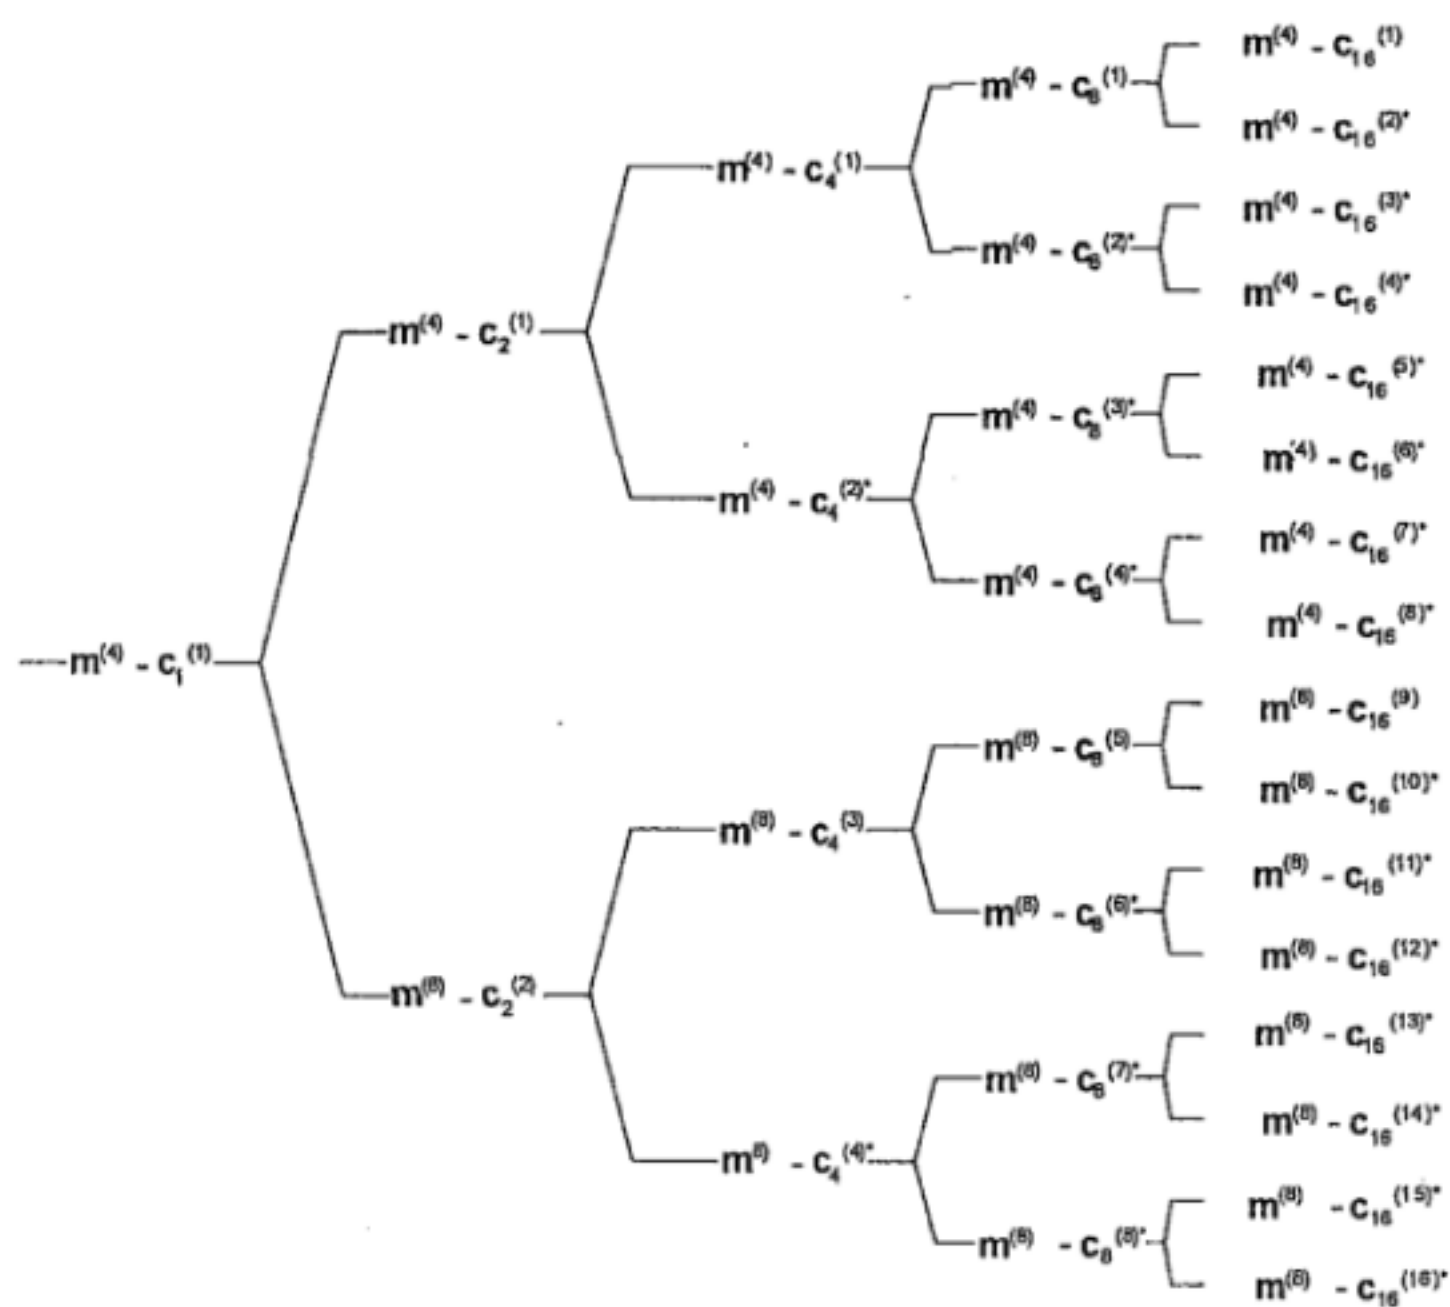 m(4) - c1(1)
m(4) - c2(1)
m(8) - c2(2)
m(4) - c4(1)
m(4) - c4(2)*
m(8) - c4(3)
m(8) - c4(4)*
m(4) - c8(1)
m(4) - c8(2)*
m(4) - c8(3)*
m(4) - c8(4)*
m(8) - c8(5)
m(8) - c8(6)*
m(8) - c8(7)*
m(8) - c8(8)*
m(4) - c16(1)
m(4) - c16(2)*
m(4) - c16(3)*
m(4) - c16(4)*
m(4) - c16(5)*
m(4) - c16(6)*
m(4) - c16(7)*
m(4) - c16(8)*
m(8) - c16(9)
m(8) - c16(10)*
m(8) - c16(11)*
m(8) - c16(12)*
m(8) - c16(13)*
m(8) - c16(14)*
m(8) - c16(15)*
m(8) - c16(16)*